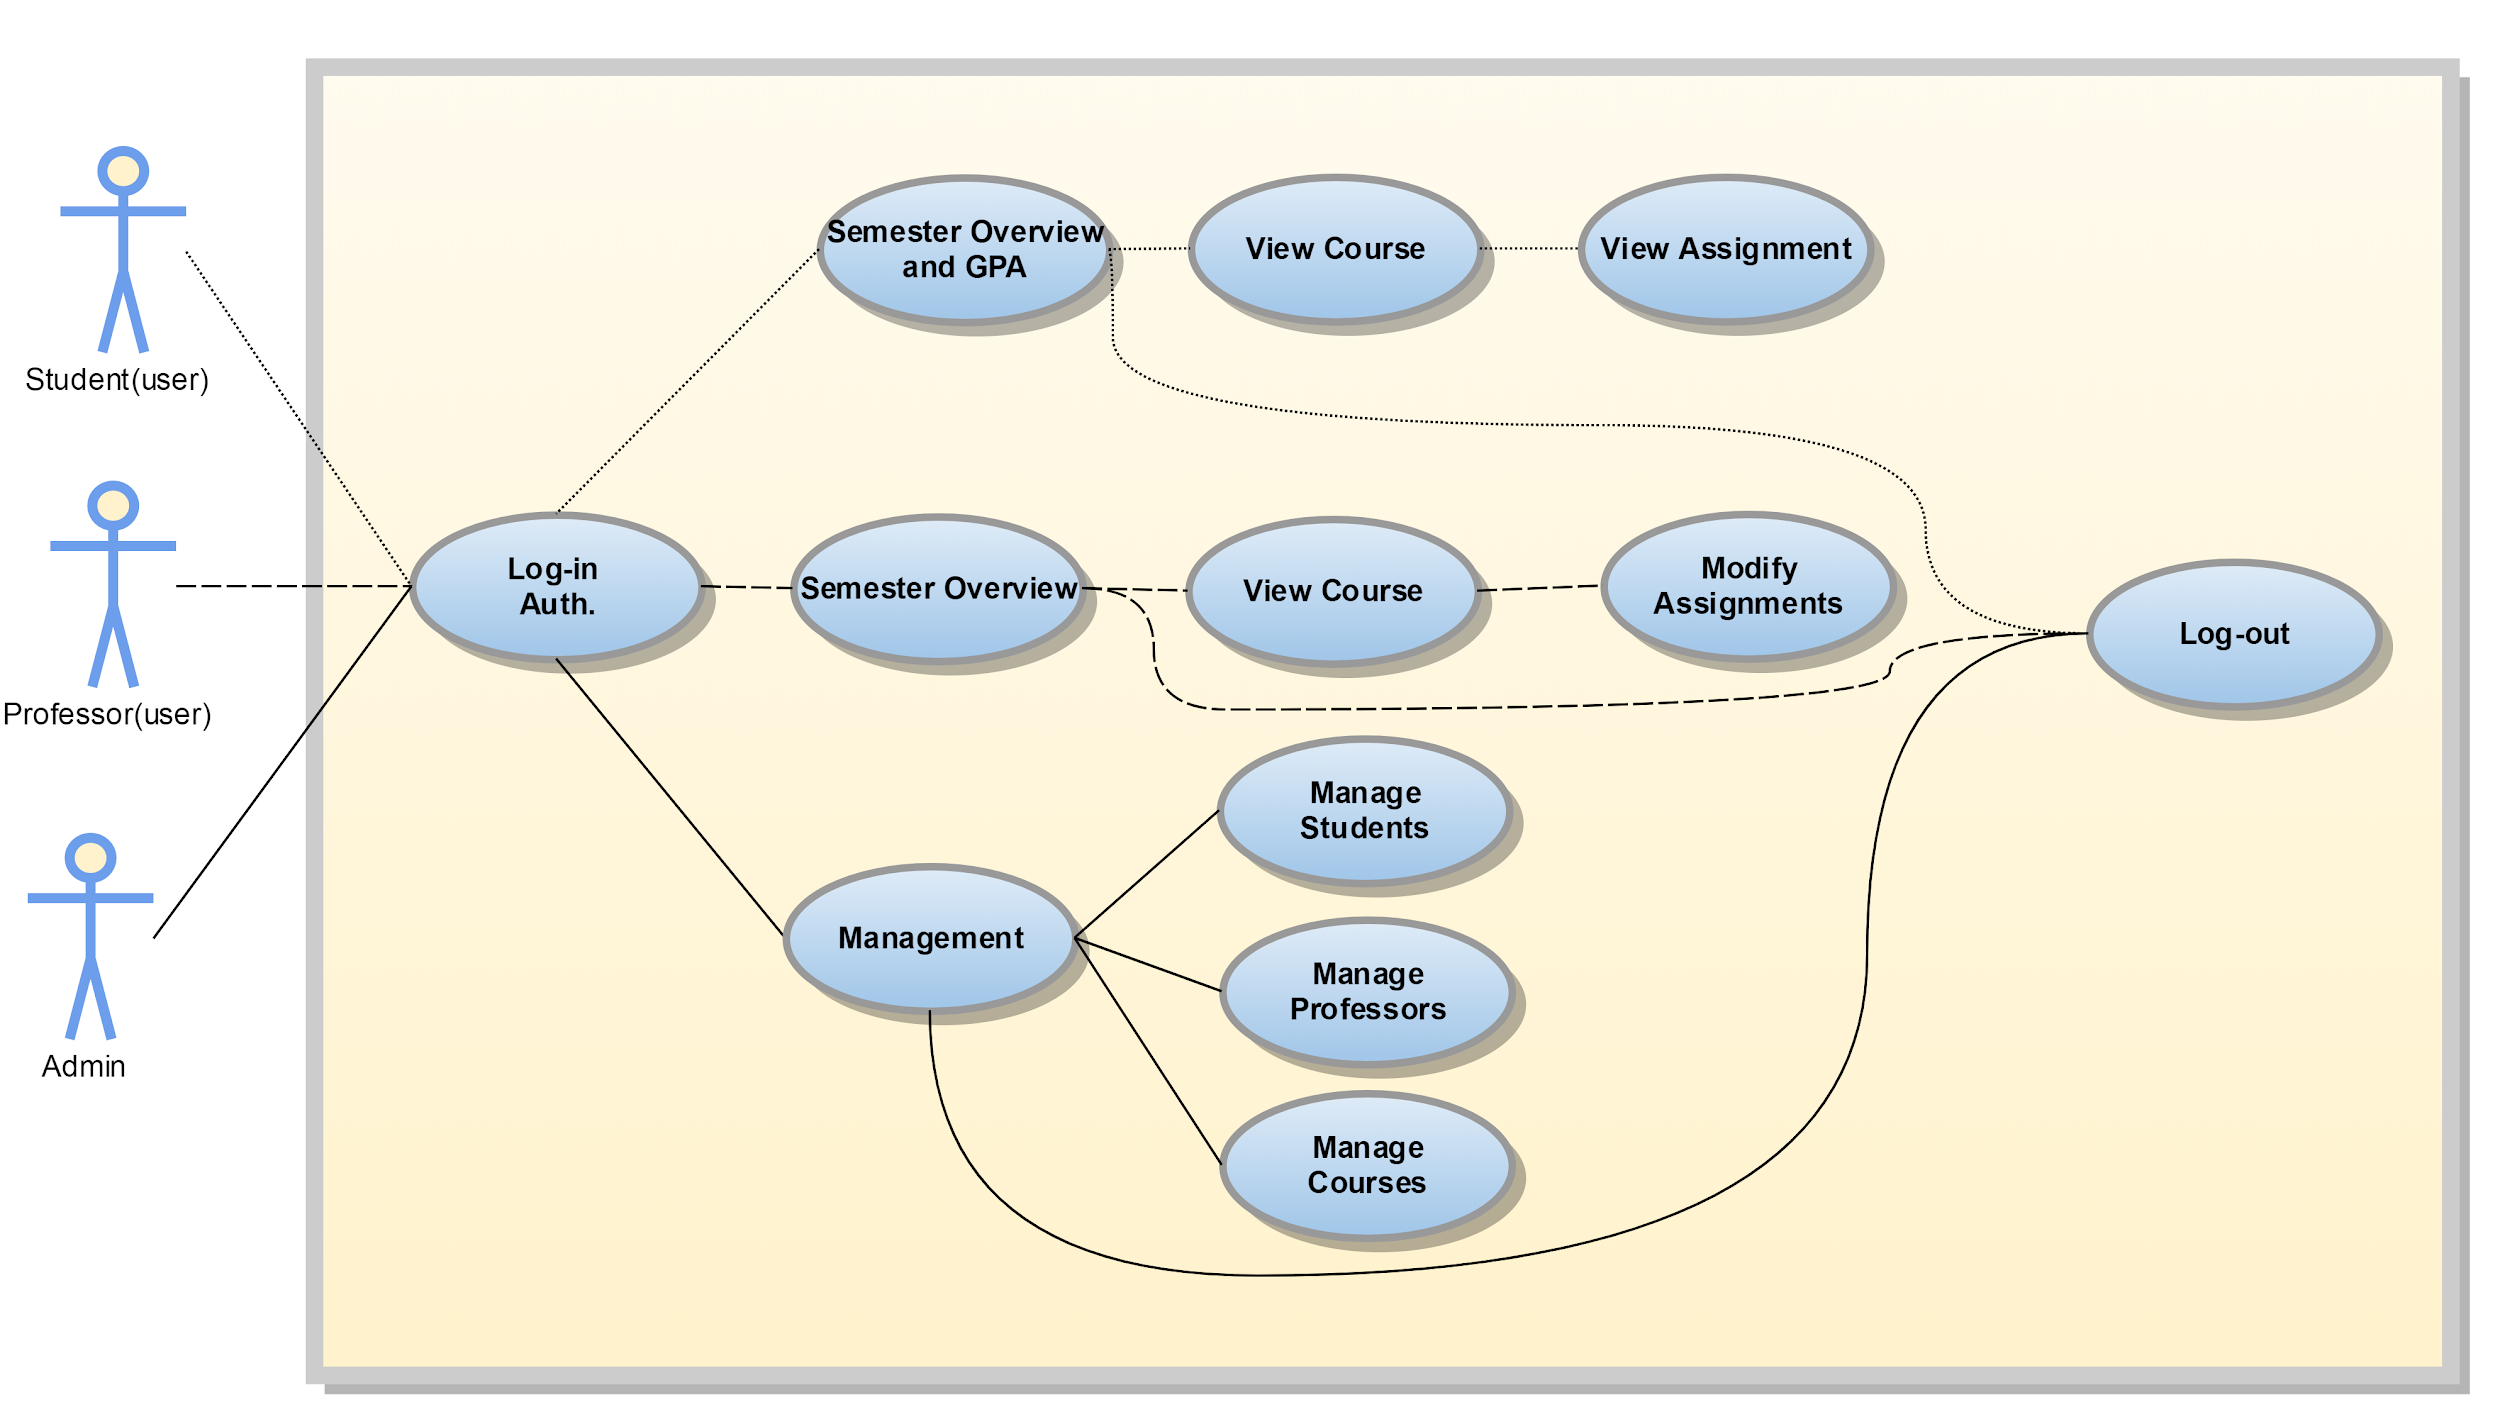 Student(user)
Professor(user)
Admin
Log-in
Auth.
Semester Overview
and GPA
View Course
View Assignment
Semester Overview
View Course
Modify
Assignments
Log-out
Management
Manage
Students
Manage
Professors
Manage
Courses